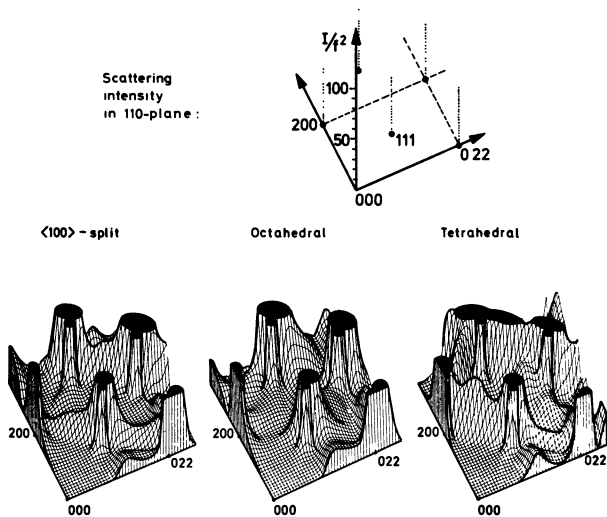 I/f²
Scattering
intensity
in 110-plane :
100
200
50
111
022
000
<100> - split
Octahedral
Tetrahedral
200
022
000
200
022
000
200
022
000